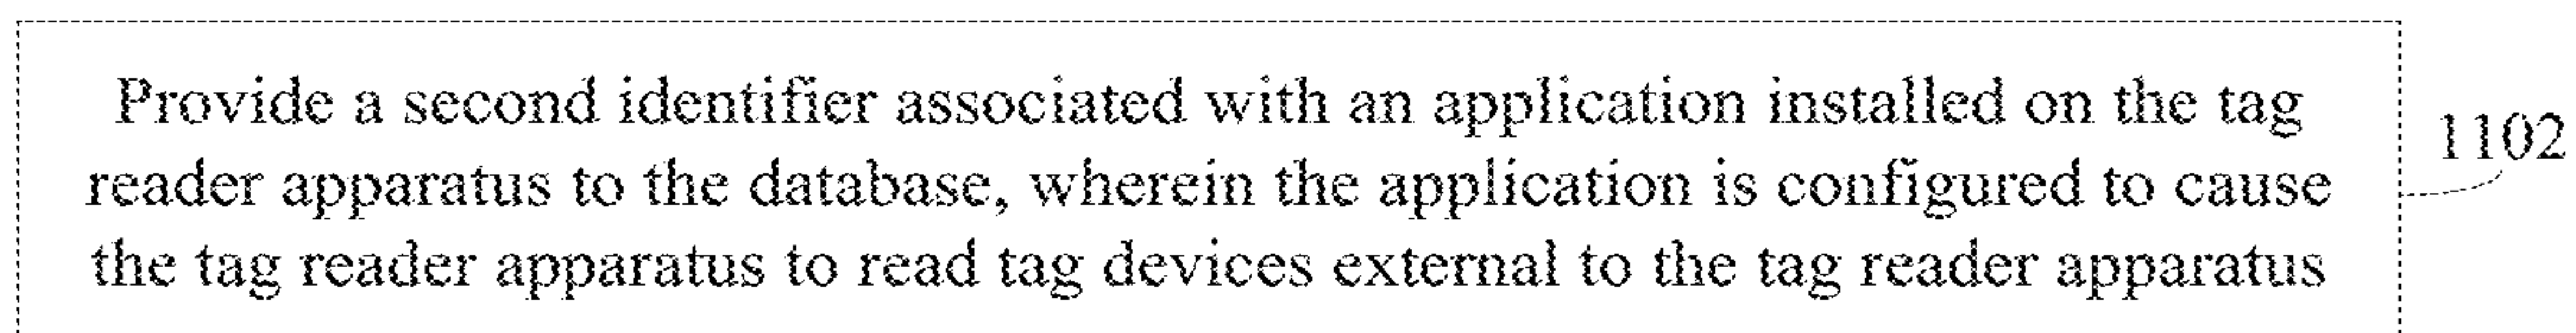 Provide a second identifier associated with an application installed on the tag
reader apparatus to the database, wherein the application is configured to cause
the tag reader apparatus to read tag devices external to the tag reader apparatus
1102